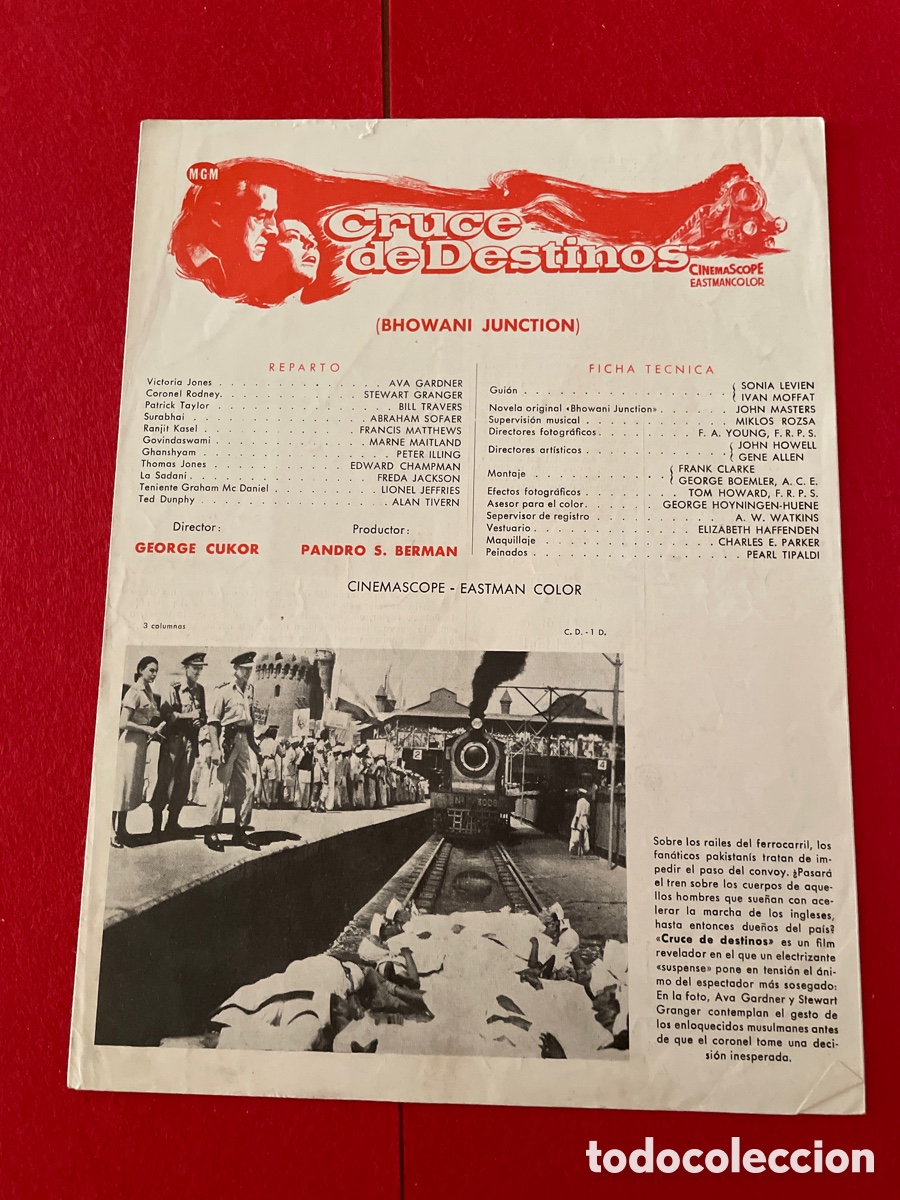 MGM
Cruce
de Destinos
CINEMASCOPE
EASTMANCOLOR
(BHOWANI JUNCTION)
REPARTO
Victoria Jones . . . . . . . . . . . . . . AVA GARDNER
Coronel Rodney. . . . . . . . . . . . STEWART GRANGER
Patrick Taylor . . . . . . . . . . . . . . BILL TRAVERS
Surabhai . . . . . . . . . . . . . ABRAHAM SOFAER
Ranjit Kasel . . . . . . . . . . . . FRANCIS MATTHEWS
Govindaswami . . . . . . . . . . . . MARNE MAITLAND
Ghanshyam . . . . . . . . . . . . . . PETER ILLING
Thomas Jones . . . . . . . . . . . EDWARD CHAMPMAN
La Sadani . . . . . . . . . . . . . . FREDA JACKSON
Teniente Graham Mc Daniel . . . . . . . . LIONEL JEFFRIES
Ted Dunphy . . . . . . . . . . . . . . ALAN TIVERN
Director:
GEORGE CUKOR
Productor:
PANDRO S. BERMAN
FICHA TECNICA
Guión . . . . . . . . . . . . . . { SONIA LEVIEN
{ IVAN MOFFAT
Novela original «Bhowani Junction» . . . . . . JOHN MASTERS
Supervisión musical . . . . . . . . . . . MIKLOS ROZSA
Directores fotográficos . . . . . . . . F. A. YOUNG, F. R. P. S.
Directores artísticos . . . . . . . . . . . { JOHN HOWELL
{ GENE ALLEN
Montaje . . . . . . . . . . . { FRANK CLARKE
{ GEORGE BOEMLER, A. C. E.
Efectos fotográficos . . . . . . . . TOM HOWARD, F. R. P. S.
Asesor para el color. . . . . . . GEORGE HOYNINGEN-HUENE
Sepervisor de registro . . . . . . . . . . . A. W. WATKINS
Vestuario . . . . . . . . . . . ELIZABETH HAFFENDEN
Maquillaje . . . . . . . . . . . . CHARLES E. PARKER
Peinados . . . . . . . . . . . . . . PEARL TIPALDI
CINEMASCOPE - EASTMAN COLOR
3 columnas
C. D. - 1 D.
2
4
Sobre los railes del ferrocarril, los
fanáticos pakistanís tratan de im-
pedir el paso del convoy. ¿Pasará
el tren sobre los cuerpos de aque-
llos hombres que sueñan con ace-
lerar la marcha de los ingleses,
hasta entonces dueños del país?
«Cruce de destinos» es un film
revelador en el que un electrizante
«suspense» pone en tensión el áni-
mo del espectador más sosegado:
En la foto, Ava Gardner y Stewart
Granger contemplan el gesto de
los enloquecidos musulmanes antes
de que el coronel tome una deci-
sión inesperada.
todocoleccion